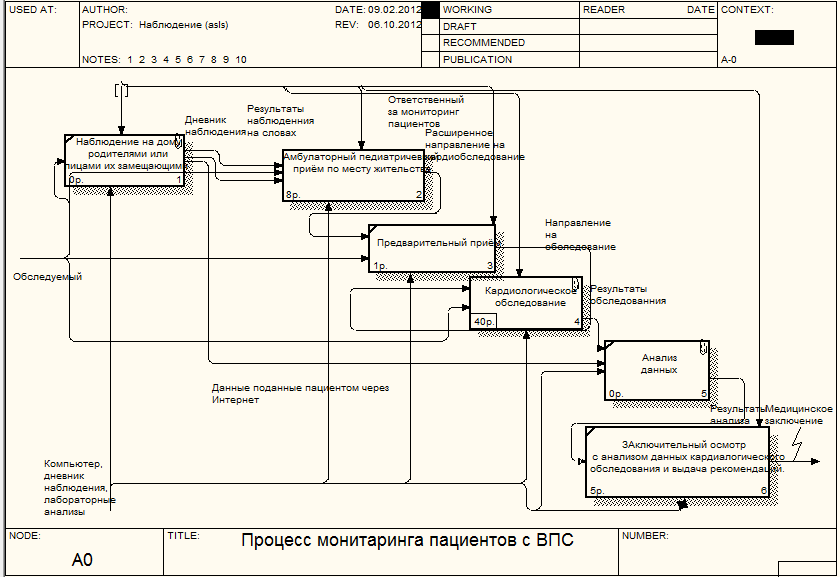 USED AT:
AUTHOR:
DATE: 09.02.2012
PROJECT: Наблюдение (asls)
REV: 06.10.2012
NOTES: 1 2 3 4 5 6 7 8 9 10
WORKING
DRAFT
RECOMMENDED
PUBLICATION
READER
DATE
CONTEXT:
A-0
Наблюдение на дому
родителями или
лицами их замещающими
0р.
1
Дневник
наблюдения
Результаты
наблюденния
на словах
Ответственный
за мониторинг
пациентов
Амбулаторный педиатрический
приём по месту жительства
8р.
2
Расширенное
направление на
кардиобследование
Предварительный приём
1р.
3
Направление
на
обследование
Обследуемый
Кардиологическое
обследование
40р.
4
Результаты
обследованния
Анализ
данных
0р.
5
Данные поданные пациентом через
Интернет
Результаты
анализа
Медицинское
заключение
ЗАключительный осмотр
с анализом данных кардиалогического
обследования и выдача рекомендаций.
5р.
6
Компьютер,
дневник
наблюдения,
лабораторные
анализы
NODE:
A0
TITLE:
Процесс монитаринга пациентов с ВПС
NUMBER: